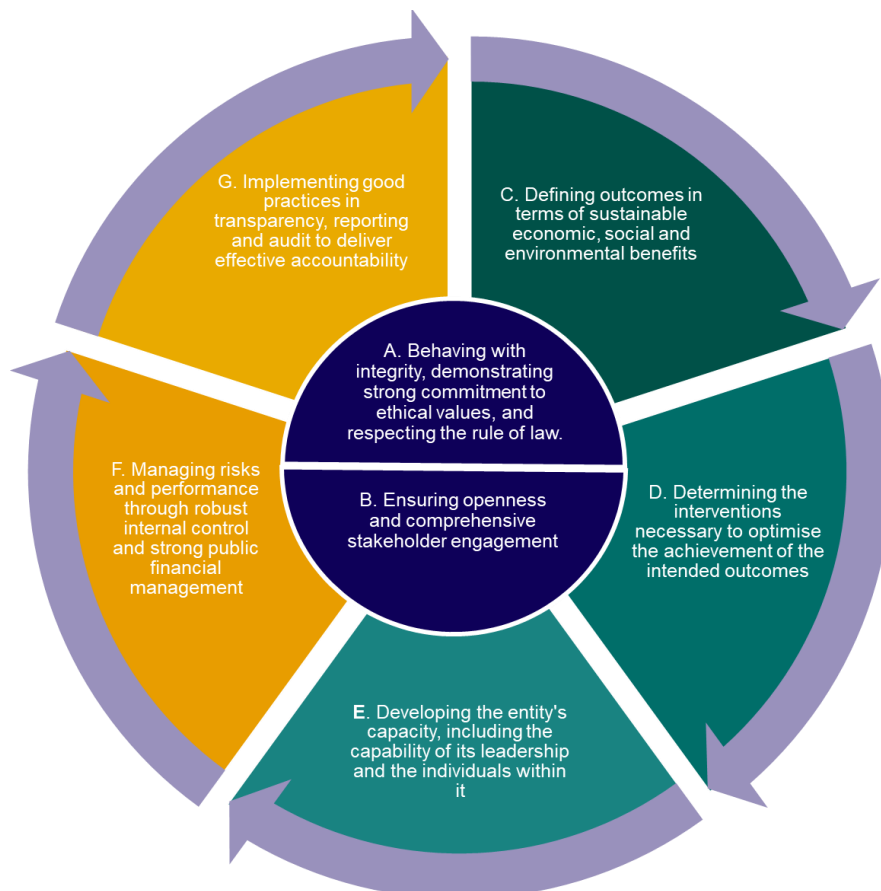 A. Behaving with
integrity, demonstrating
strong commitment to
ethical values, and
respecting the rule of law.
B. Ensuring openness
and comprehensive
stakeholder engagement
C. Defining outcomes in
terms of sustainable
economic, social and
environmental benefits
D. Determining the
interventions
necessary to optimise
the achievement of the
intended outcomes
E. Developing the entity's
capacity, including the
capability of its leadership
and the individuals within
it
F. Managing risks
and performance
through robust
internal control
and strong public
financial
management
G. Implementing good
practices in
transparency, reporting
and audit to deliver
effective accountability